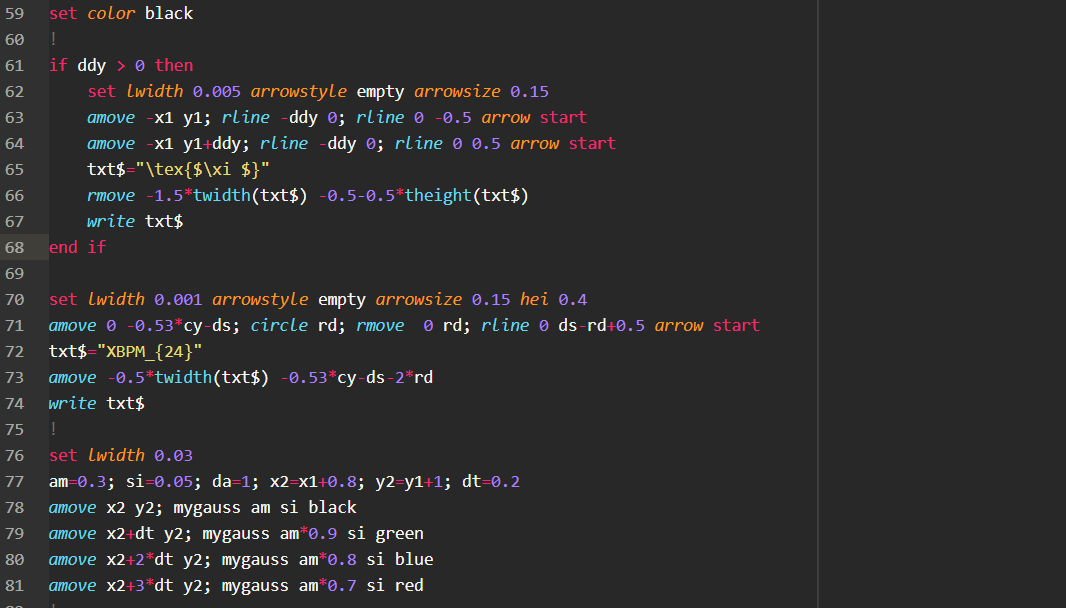 59 set color black
60 !
61 if ddy > 0 then
62 set lwidth 0.005 arrowstyle empty arrowsize 0.15
63 amove -x1 y1; rline -ddy 0; rline 0 -0.5 arrow start
64 amove -x1 y1+ddy; rline -ddy 0; rline 0 0.5 arrow start
65 txt$="\tex{$\xi $}"
66 rmove -1.5*twidth(txt$) -0.5-0.5*theight(txt$)
67 write txt$
68 end if
69
70 set lwidth 0.001 arrowstyle empty arrowsize 0.15 hei 0.4
71 amove 0 -0.53*cy-ds; circle rd; rmove  0 rd; rline 0 ds-rd+0.5 arrow start
72 txt$="XBPM_{24}"
73 amove -0.5*twidth(txt$) -0.53*cy-ds-2*rd
74 write txt$
75 !
76 set lwidth 0.03
77 am=0.3; si=0.05; da=1; x2=x1+0.8; y2=y1+1; dt=0.2
78 amove x2 y2; mygauss am si black
79 amove x2+dt y2; mygauss am*0.9 si green
80 amove x2+2*dt y2; mygauss am*0.8 si blue
81 amove x2+3*dt y2; mygauss am*0.7 si red